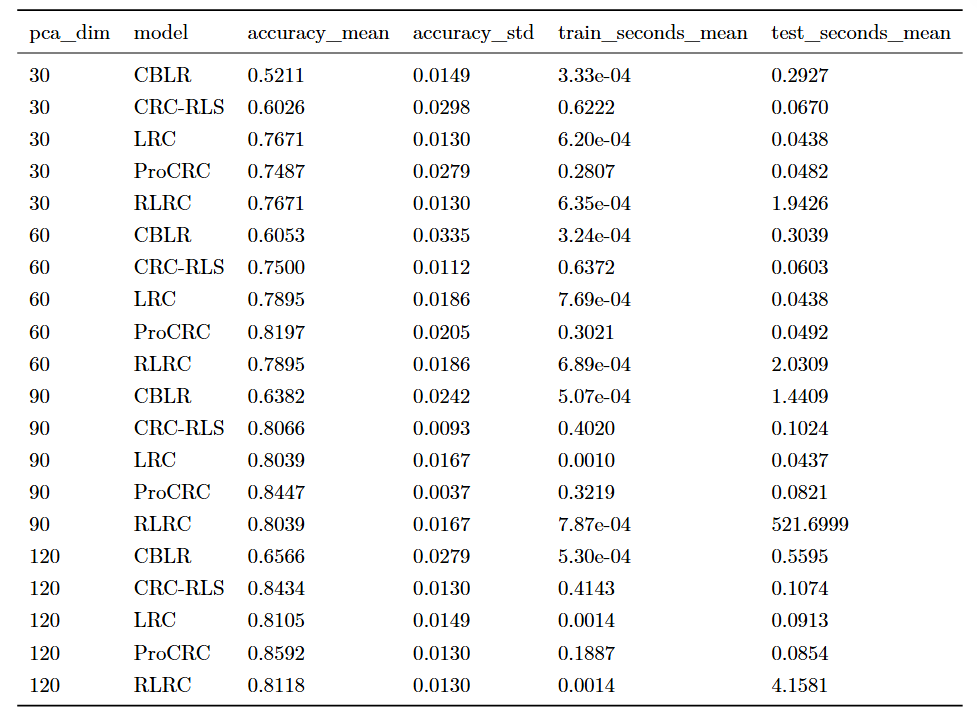 pca_dim model accuracy_mean accuracy_std train_seconds_mean test_seconds_mean
30 CBLR 0.5211 0.0149 3.33e-04 0.2927
30 CRC-RLS 0.6026 0.0298 0.6222 0.0670
30 LRC 0.7671 0.0130 6.20e-04 0.0438
30 ProCRC 0.7487 0.0279 0.2807 0.0482
30 RLRC 0.7671 0.0130 6.35e-04 1.9426
60 CBLR 0.6053 0.0335 3.24e-04 0.3039
60 CRC-RLS 0.7500 0.0112 0.6372 0.0603
60 LRC 0.7895 0.0186 7.69e-04 0.0438
60 ProCRC 0.8197 0.0205 0.3021 0.0492
60 RLRC 0.7895 0.0186 6.89e-04 2.0309
90 CBLR 0.6382 0.0242 5.07e-04 1.4409
90 CRC-RLS 0.8066 0.0093 0.4020 0.1024
90 LRC 0.8039 0.0167 0.0010 0.0437
90 ProCRC 0.8447 0.0037 0.3219 0.0821
90 RLRC 0.8039 0.0167 7.87e-04 521.6999
120 CBLR 0.6566 0.0279 5.30e-04 0.5595
120 CRC-RLS 0.8434 0.0130 0.4143 0.1074
120 LRC 0.8105 0.0149 0.0014 0.0913
120 ProCRC 0.8592 0.0130 0.1887 0.0854
120 RLRC 0.8118 0.0130 0.0014 4.1581